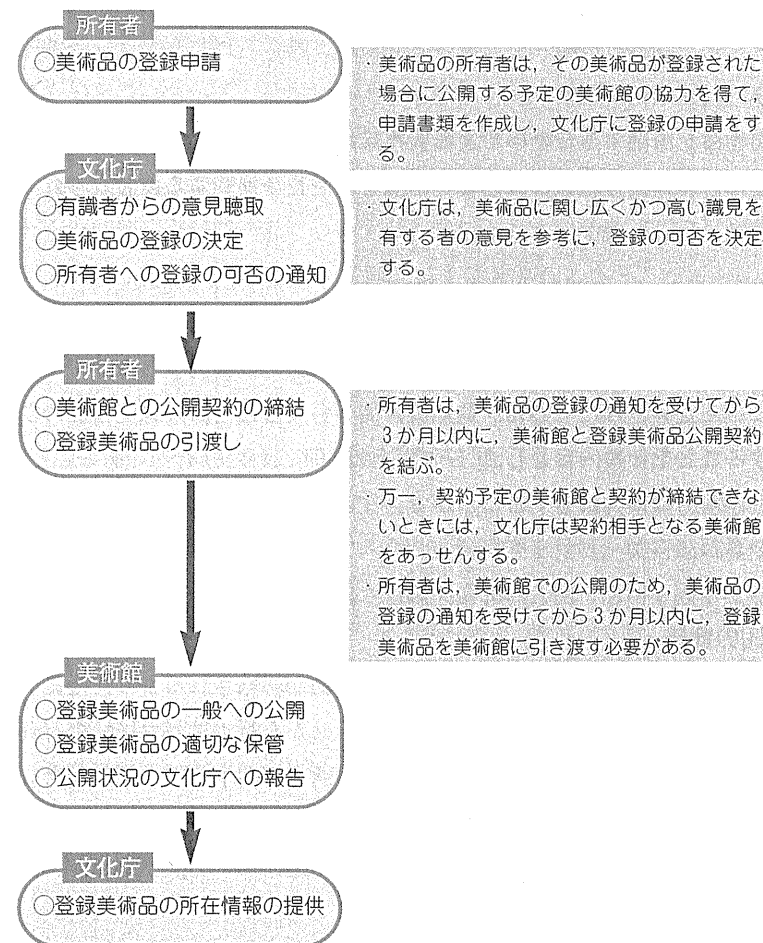 所有者
○美術品の登録申請
・美術品の所有者は，その美術品が登録された
場合に公開する予定の美術館の協力を得て，
申請書類を作成し，文化庁に登録の申請をす
る。
文化庁
○有識者からの意見聴取
○美術品の登録の決定
○所有者への登録の可否の通知
・文化庁は，美術品に関し広くかつ高い識見を
有する者の意見を参考に，登録の可否を決定
する。
所有者
○美術館との公開契約の締結
○登録美術品の引渡し
・所有者は，美術品の登録の通知を受けてから
3か月以内に，美術館と登録美術品公開契約
を結ぶ。
・万一，契約予定の美術館と契約が締結できな
いときには，文化庁は契約相手となる美術館
をあっせんする。
・所有者は，美術館での公開のため，美術品の
登録の通知を受けてから3か月以内に，登録
美術品を美術館に引き渡す必要がある。
美術館
○登録美術品の一般への公開
○登録美術品の適切な保管
○公開状況の文化庁への報告
文化庁
○登録美術品の所在情報の提供